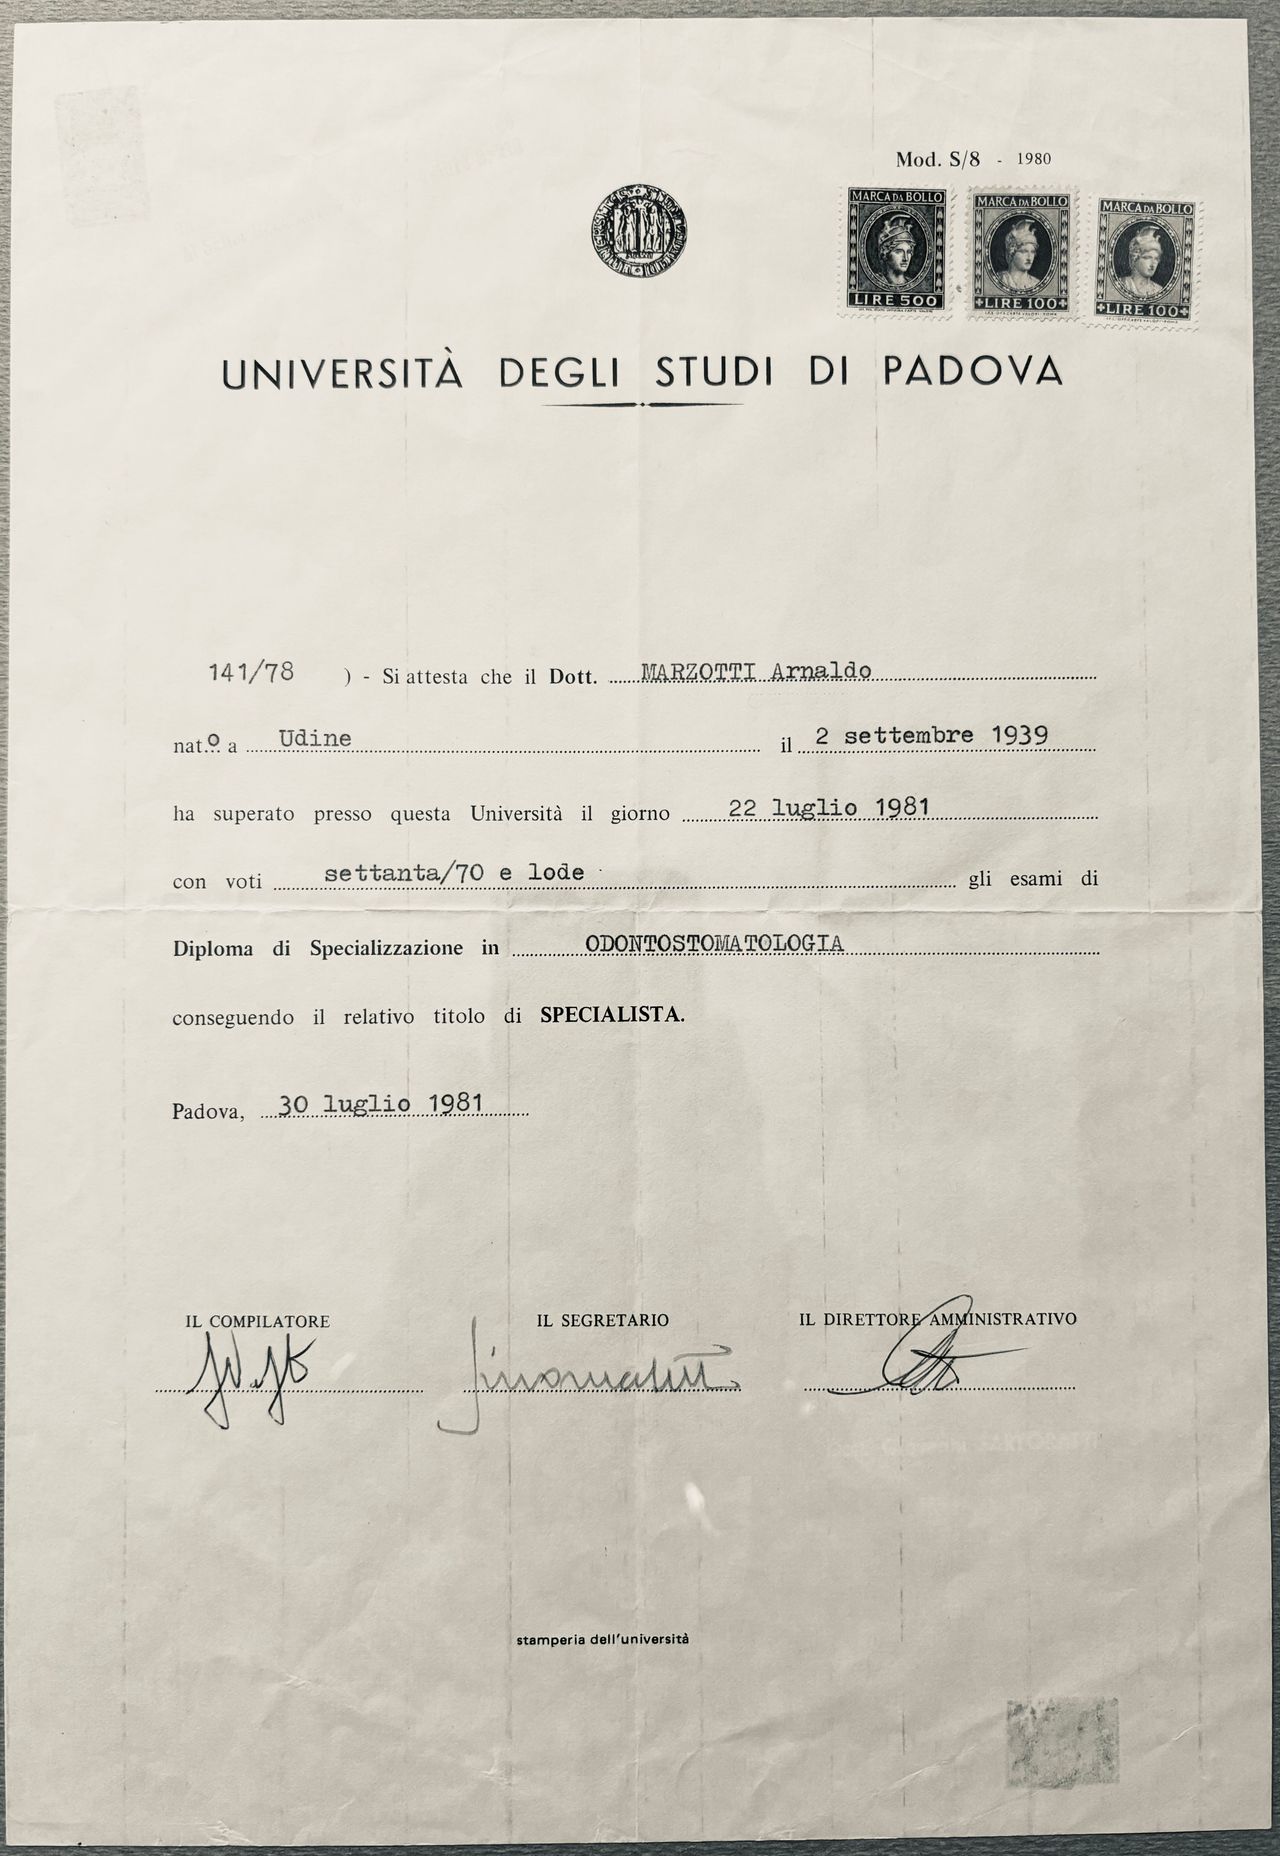 Mod. S/8 - 1980
MARCA DA BOLLO MARCA DA BOLLO MARCA DA BOLLO
LIRE 500 LIRE 100 LIRE 100
UNIVERSITÀ DEGLI STUDI DI PADOVA
141/78 ) - Si attesta che il Dott. MARZOTTI Arnaldo
nato a Udine il 2 settembre 1939
ha superato presso questa Università il giorno 22 luglio 1981
con voti settanta/70 e lode gli esami di
Diploma di Specializzazione in ODONTOSTOMATOLOGIA
conseguendo il relativo titolo di SPECIALISTA.
Padova, 30 luglio 1981
IL COMPILATORE IL SEGRETARIO IL DIRETTORE AMMINISTRATIVO
stamperia dell'università